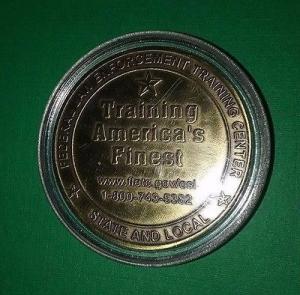 FEDERAL LAW ENFORCEMENT TRAINING CENTER
Training
America's
Finest
www.fletc.gov/osl
1-800-743-5382
STATE AND LOCAL